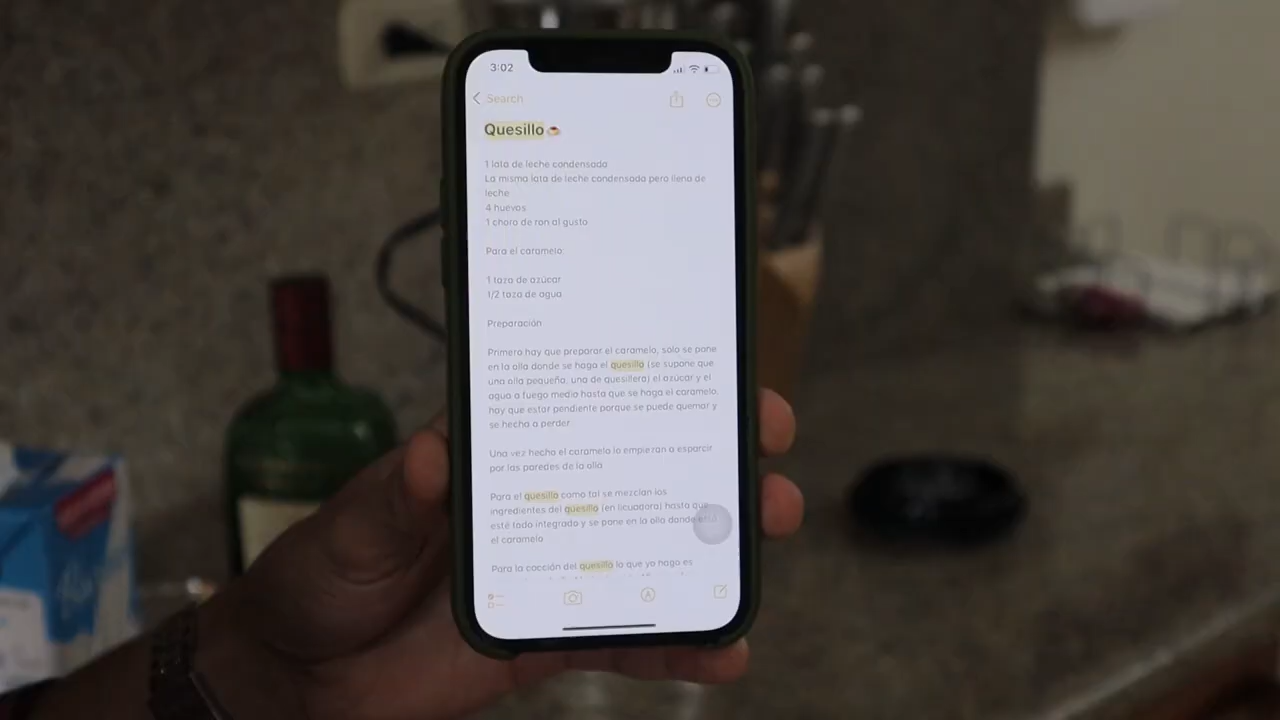 3:02
Search
Quesillo🍮
1 lata de leche condensada
La misma lata de leche condensada pero llena de
leche
4 huevos
1 choro de ron al gusto
Para el caramelo:
1 taza de azúcar
1/2 taza de agua
Preparación
Primero hay que preparar el caramelo, solo se pone
en la olla donde se haga el quesillo (se supone que
una olla pequeña, una de quesillera) el azúcar y el
agua a fuego medio hasta que se haga el caramelo,
hay que estar pendiente porque se puede quemar y
se hecha a perder
Una vez hecho el caramelo lo empiezan a esparcir
por las paredes de la olla
Para el quesillo como tal se mezclan los
ingredientes del quesillo (en licuadora) hasta que
esté todo integrado y se pone en la olla donde está
el caramelo
Para la cocción del quesillo lo que yo hago es